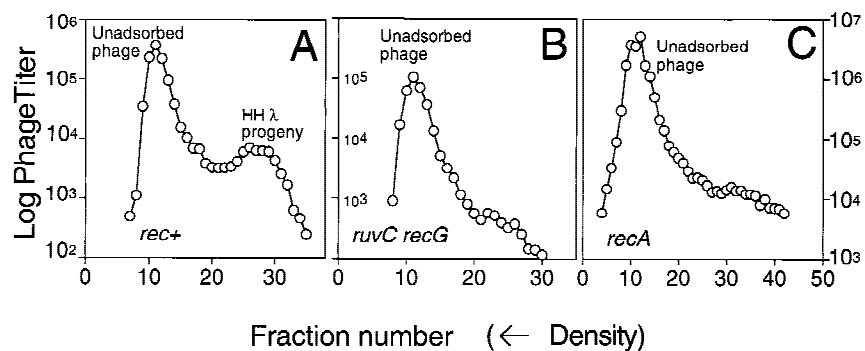 Log PhageTiter
A
Unadsorbed
phage
HH λ
progeny
rec+
10⁶
10⁵
10⁴
10³
10²
0 10 20 30
B
Unadsorbed
phage
ruvC recG
10⁵
10⁴
10³
0 10 20 30
C
Unadsorbed
phage
recA
10⁷
10⁶
10⁵
10⁴
10³
0 10 20 30 40 50
Fraction number (← Density)